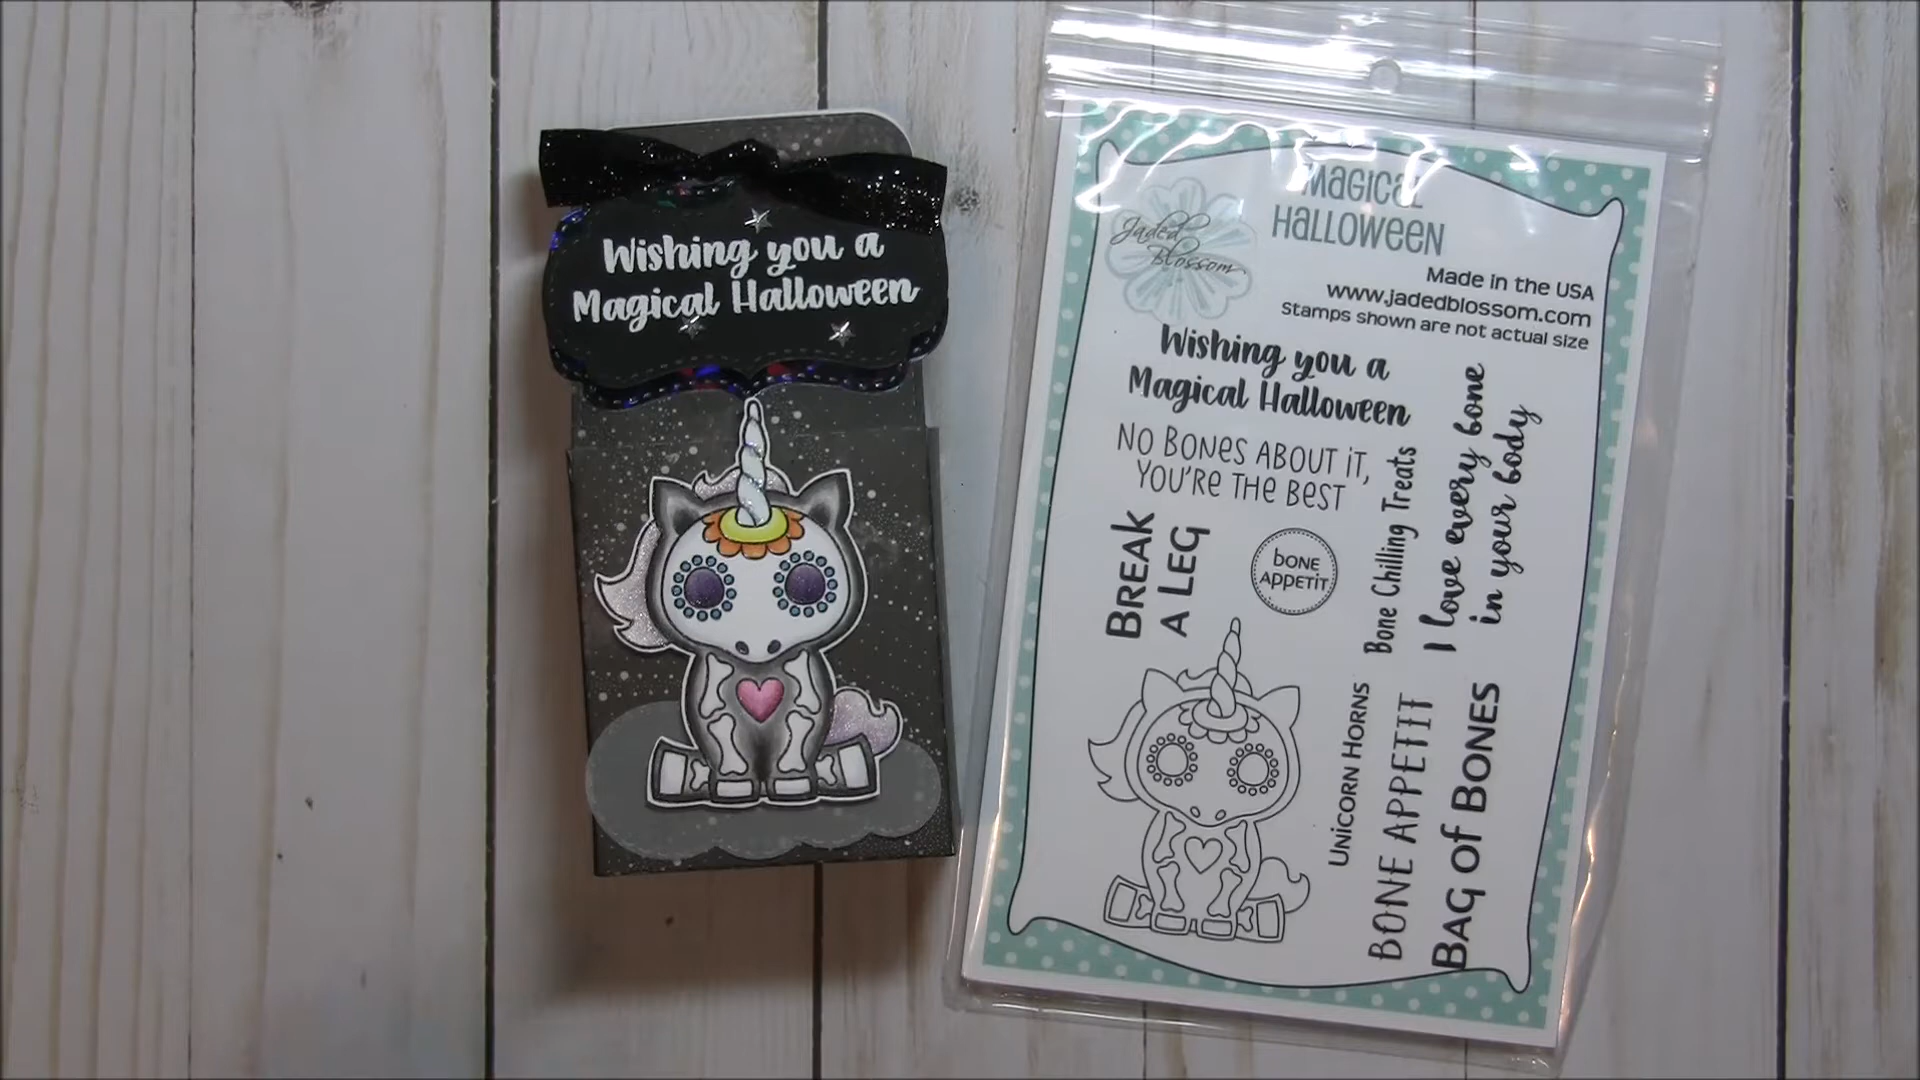 Wishing you a
Magical Halloween
Jaded
Blossom
Magical
Halloween
Made in the USA
www.jadedblossom.com
Stamps shown are not actual size
Wishing you a
Magical Halloween
No Bones about it,
You're the Best
Break
a Leg
Bone
Appetit
Bone Chilling Treats
I love every bone
in your body
Unicorn Horns
Bone Appetit
Bag of Bones